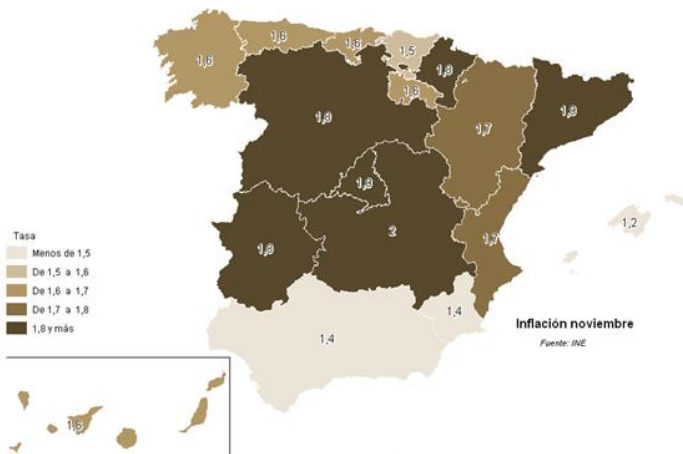 1,6
1,6
1,6
1,5
1,8
1,6
1,7
1,9
1,8
1,9
2
1,7
1,2
1,8
1,4
1,4
Tasa
Menos de 1,5
De 1,5 a 1,6
De 1,6 a 1,7
De 1,7 a 1,8
1,8 y más
Inflación noviembre
Fuente: INE
1,6